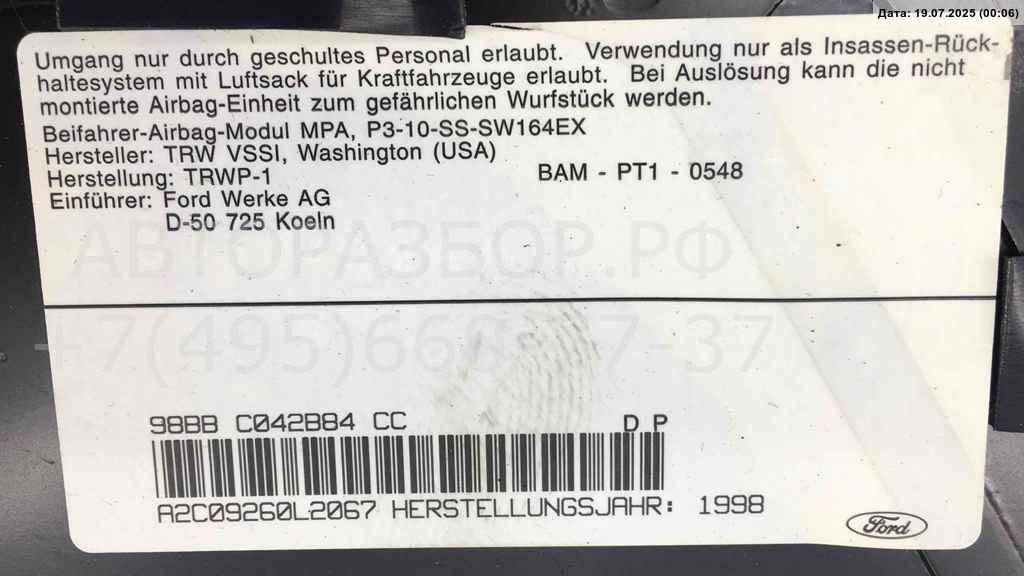 Дата: 19.07.2025 (00:06)
Umgang nur durch geschultes Personal erlaubt. Verwendung nur als Insassen-Rück-
haltesystem mit Luftsack für Kraftfahrzeuge erlaubt. Bei Auslösung kann die nicht
montierte Airbag-Einheit zum gefährlichen Wurfstück werden.
Beifahrer-Airbag-Modul MPA, P3-10-SS-SW164EX
Hersteller: TRW VSSI, Washington (USA)
Herstellung: TRWP-1 BAM - PT1 - 0548
Einführer: Ford Werke AG
D-50 725 Koeln
АВТОРАЗБОР.РФ
98BB C042B84 CC D P
A2C09260L2067 HERSTELLUNGSJAHR: 1998
Ford